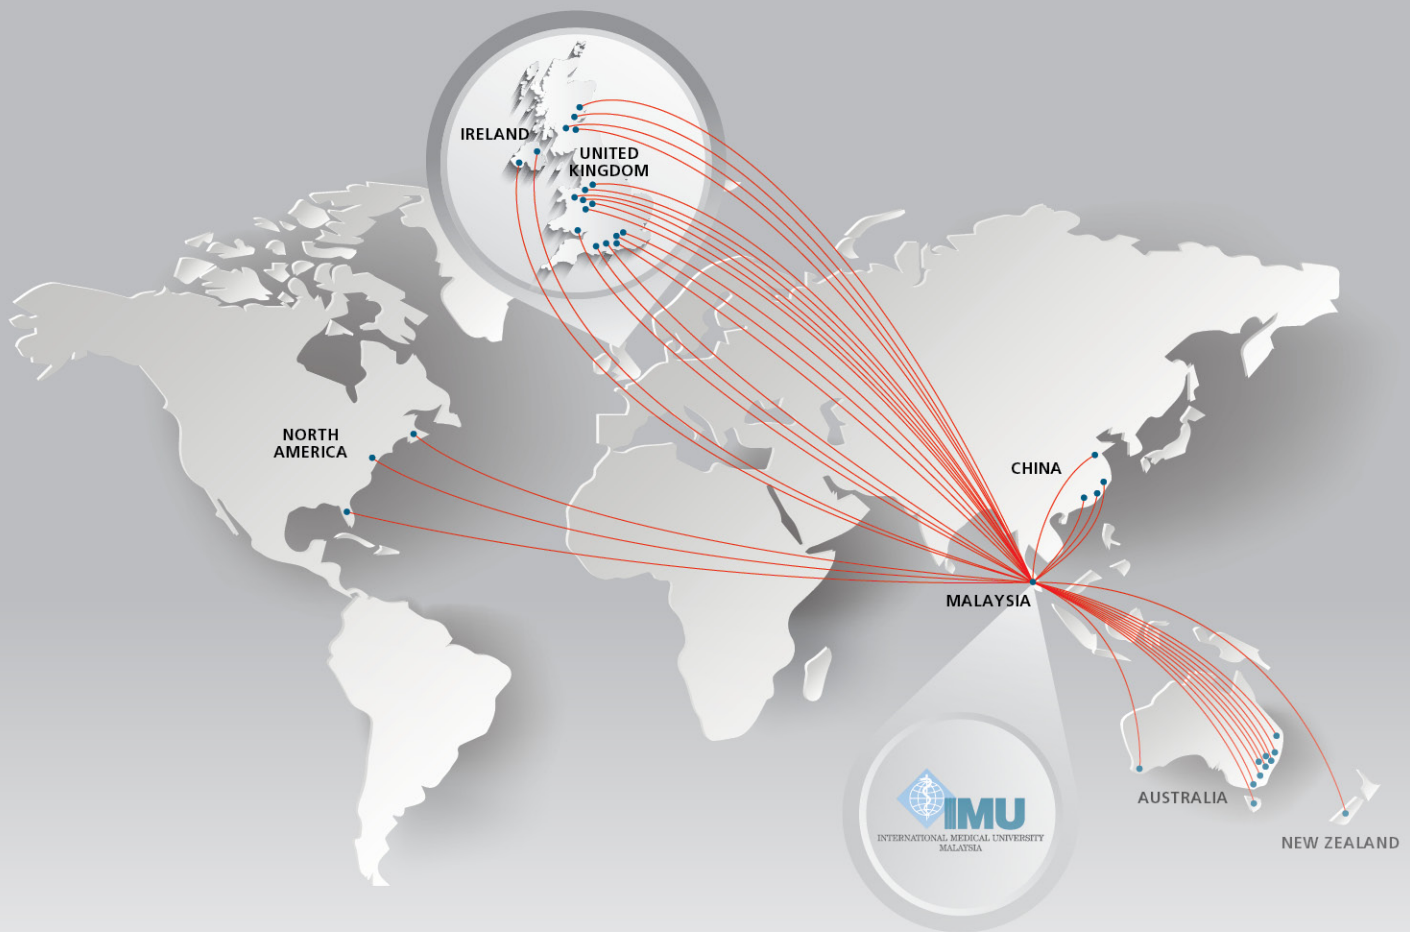 IRELAND
UNITED
KINGDOM
NORTH
AMERICA
CHINA
MALAYSIA
AUSTRALIA
NEW ZEALAND
IMU
INTERNATIONAL MEDICAL UNIVERSITY
MALAYSIA